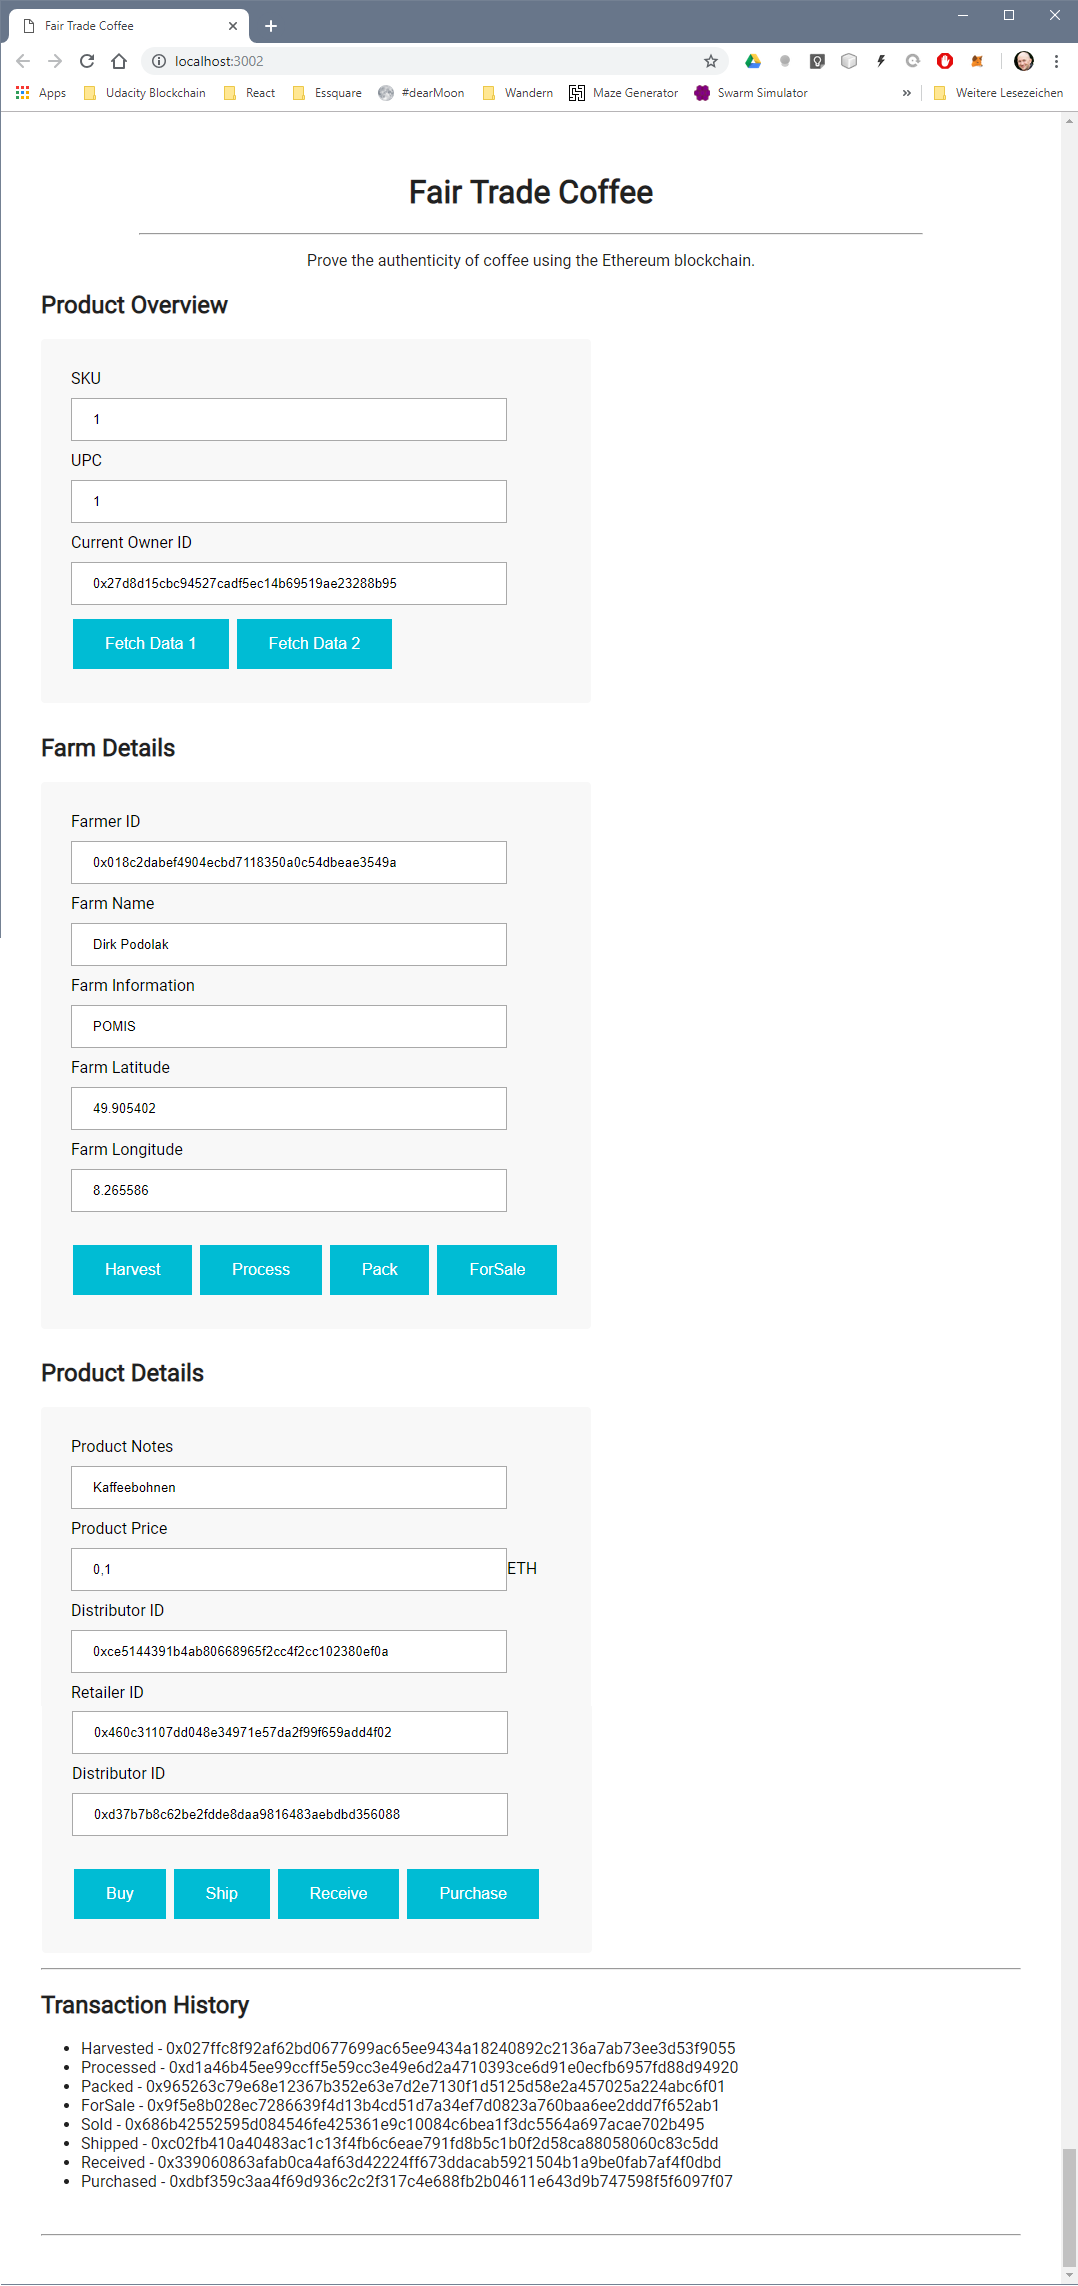 Fair Trade Coffee
localhost:3002
Apps Udacity Blockchain React Essquare #dearMoon Wandern Maze Generator Swarm Simulator » Weitere Lesezeichen
Fair Trade Coffee
Prove the authenticity of coffee using the Ethereum blockchain.
Product Overview
SKU
1
UPC
1
Current Owner ID
0x27d8d15cbc94527cadf5ec14b69519ae23288b95
Fetch Data 1 Fetch Data 2
Farm Details
Farmer ID
0x018c2dabef4904ecbd7118350a0c54dbeae3549a
Farm Name
Dirk Podolak
Farm Information
POMIS
Farm Latitude
49.905402
Farm Longitude
8.265586
Harvest Process Pack ForSale
Product Details
Product Notes
Kaffeebohnen
Product Price
0,1 ETH
Distributor ID
0xce5144391b4ab80668965f2cc4f2cc102380ef0a
Retailer ID
0x460c31107dd048e34971e57da2f99f659add4f02
Distributor ID
0xd37b7b8c62be2fdde8daa9816483aebdbd356088
Buy Ship Receive Purchase
Transaction History
• Harvested - 0x027ffc8f92af62bd0677699ac65ee9434a18240892c2136a7ab73ee3d53f9055
• Processed - 0xd1a46b45ee99ccff5e59cc3e49e6d2a4710393ce6d91e0ecfb6957fd88d94920
• Packed - 0x965263c79e68e12367b352e63e7d2e7130f1d5125d58e2a457025a224abc6f01
• ForSale - 0x9f5e8b028ec7286639f4d13b4cd51d7a34ef7d0823a760baa6ee2ddd7f652ab1
• Sold - 0x686b42552595d084546fe425361e9c10084c6bea1f3dc5564a697acae702b495
• Shipped - 0xc02fb410a40483ac1c13f4fb6c6eae791fd8b5c1b0f2d58ca88058060c83c5dd
• Received - 0x339060863afab0ca4af63d42224ff673ddacab5921504b1a9be0fab7af4f0dbd
• Purchased - 0xdbf359c3aa4f69d936c2c2f317c4e688fb2b04611e643d9b747598f5f6097f07